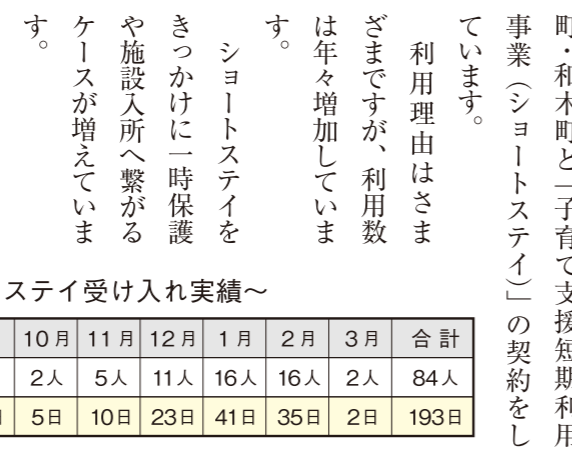 町・和木町と「子育て支援短期利用
事業（ショートステイ）」の契約をし
ています。
　利用理由はさま
ざまですが、利用数
は年々増加していま
す。
　ショートステイを
きっかけに一時保護
や施設入所へ繋がる
ケースが増えていま
す。
ステイ受け入れ実績〜
10月 11月 12月 1月 2月 3月 合計
2人 5人 11人 16人 16人 2人 84人
日 5日 10日 23日 41日 35日 2日 193日